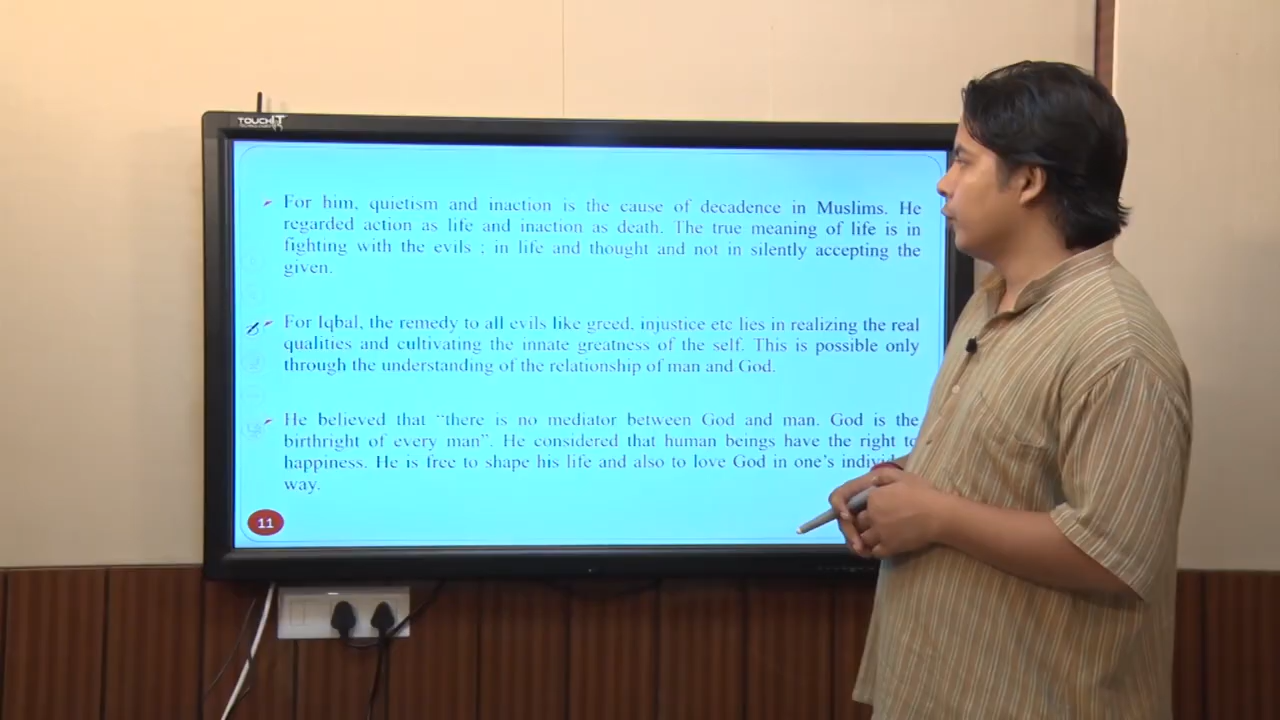 TOUCHIT
For him, quietism and inaction is the cause of decadence in Muslims. He
regarded action as life and inaction as death. The true meaning of life is in
fighting with the evils ; in life and thought and not in silently accepting the
given.
For Iqbal, the remedy to all evils like greed, injustice etc lies in realizing the real
qualities and cultivating the innate greatness of the self. This is possible only
through the understanding of the relationship of man and God.
He believed that “there is no mediator between God and man. God is the
birthright of every man”. He considered that human beings have the right to
happiness. He is free to shape his life and also to love God in one’s
way.
11